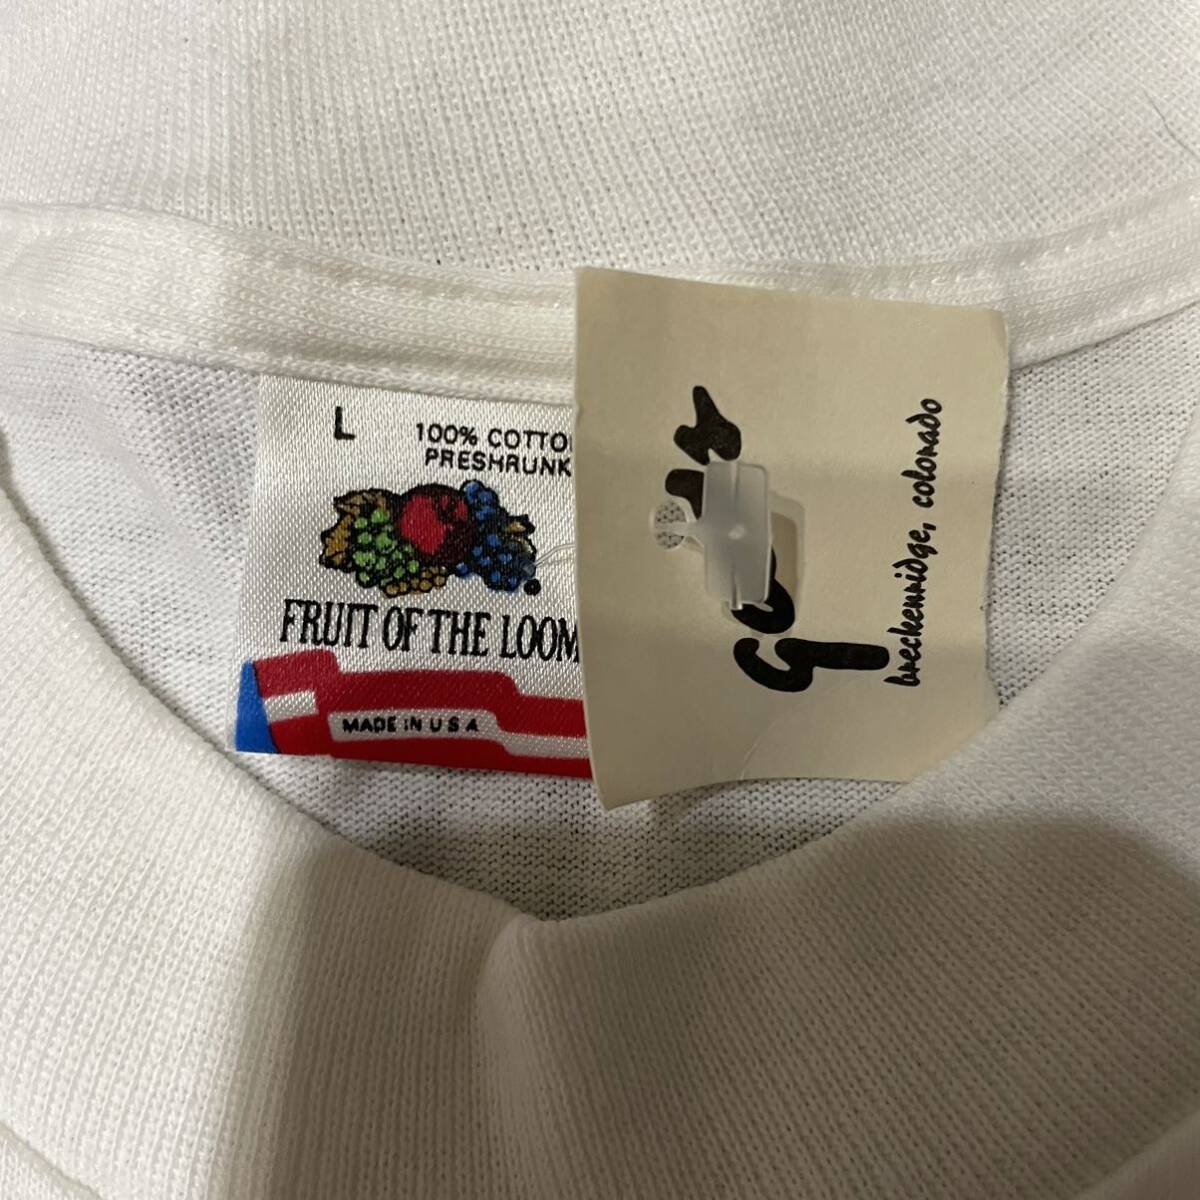 L
100% COTTO
PRESHRUNK
FRUIT OF THE LOOM
MADE IN U S A
breckenridge, colorado